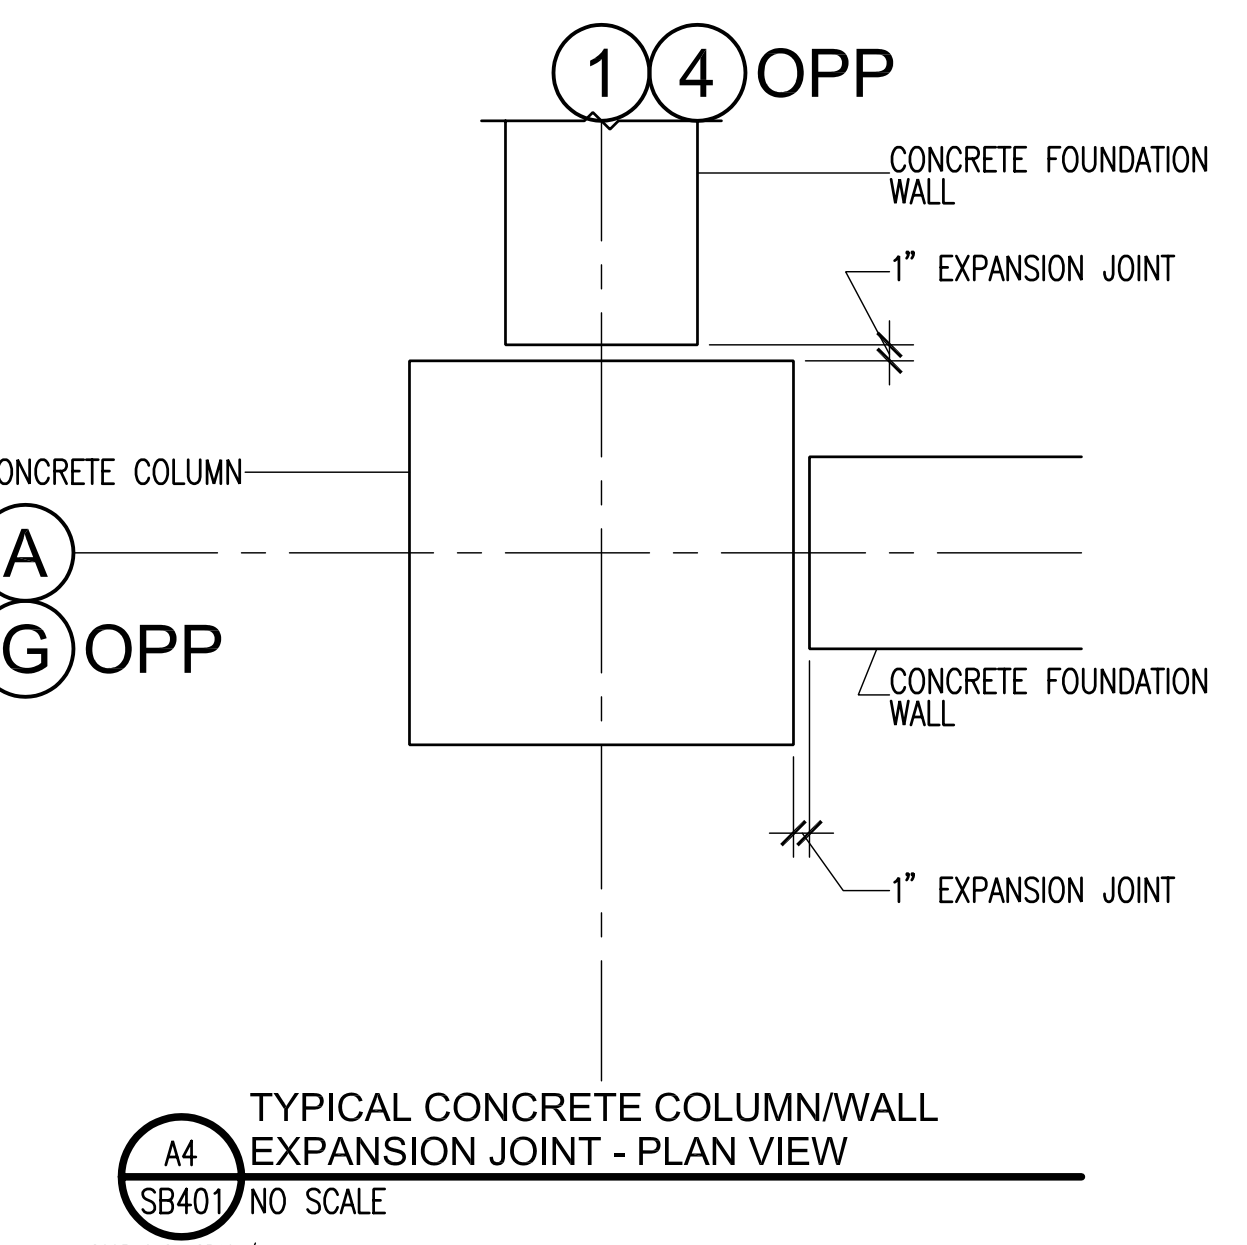 1 4 OPP
CONCRETE FOUNDATION
WALL
1" EXPANSION JOINT
ONCRETE COLUMN
A
G OPP
CONCRETE FOUNDATION
WALL
1" EXPANSION JOINT
TYPICAL CONCRETE COLUMN/WALL
EXPANSION JOINT - PLAN VIEW
A4
SB401
NO SCALE